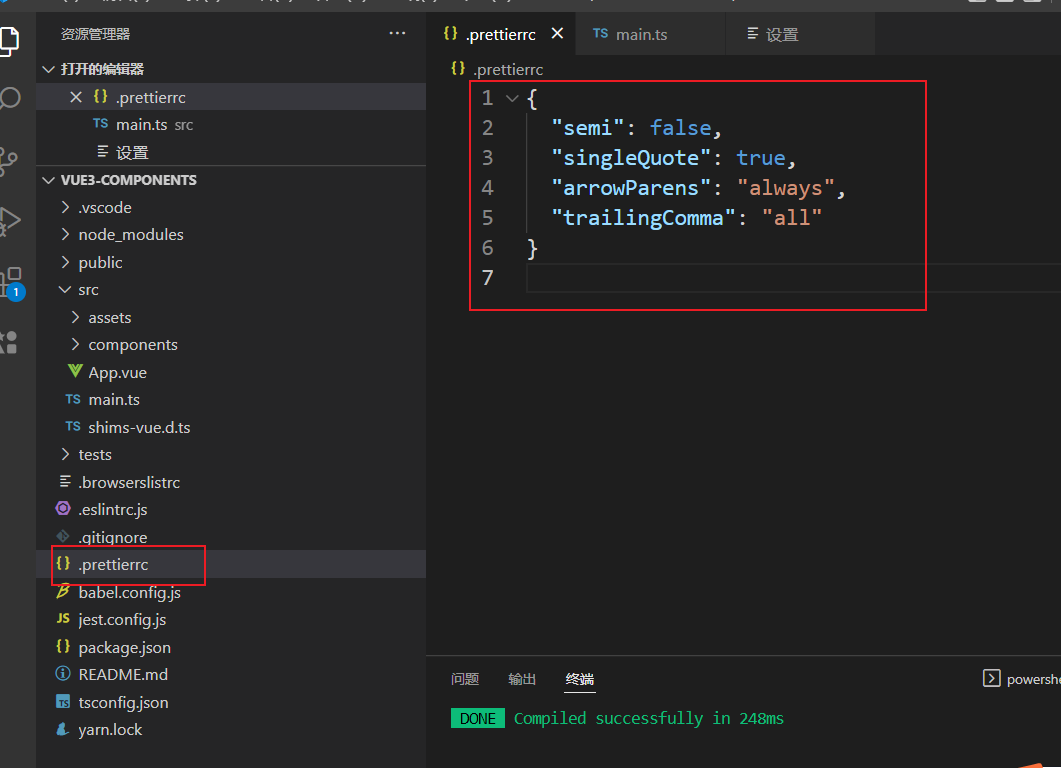 资源管理器
打开的编辑器
.prettierrc
main.ts src
设置
VUE3-COMPONENTS
.vscode
node_modules
public
src
assets
components
App.vue
TS main.ts
TS shims-vue.d.ts
tests
.browserslistrc
.eslintrc.js
.gitignore
.prettierrc
babel.config.js
JS jest.config.js
package.json
README.md
TS tsconfig.json
yarn.lock
1
.prettierrc
TS main.ts
设置
.prettierrc
1 {
2 "semi": false,
3 "singleQuote": true,
4 "arrowParens": "always",
5 "trailingComma": "all"
6 }
7
问题 输出 终端
powershe
DONE Compiled successfully in 248ms